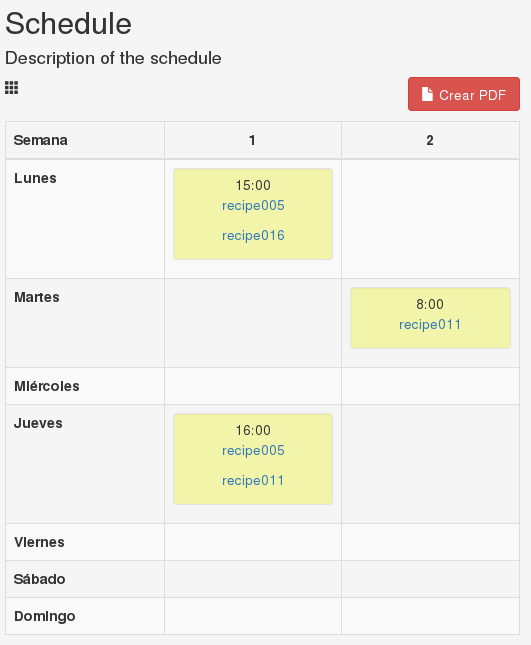 Schedule
Description of the schedule
Crear PDF
Semana 1 2
Lunes 15:00
recipe005
recipe016
Martes 8:00
recipe011
Miércoles
Jueves 16:00
recipe005
recipe011
Viernes
Sábado
Domingo